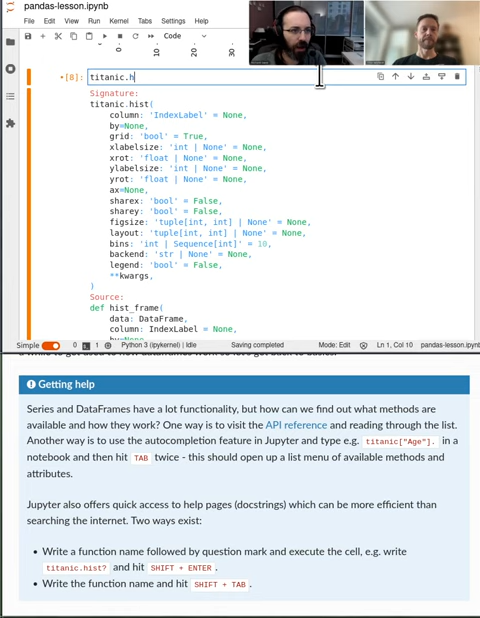 pandas-lesson.ipynb
File Edit View Run Kernel Tabs Settings Help
Code
20 30
[8]: titanic.h
Signature:
titanic.hist(
column: 'IndexLabel' = None,
by=None,
grid: 'bool' = True,
xlabelsize: 'int | None' = None,
xrot: 'float | None' = None,
ylabelsize: 'int | None' = None,
yrot: 'float | None' = None,
ax=None,
sharex: 'bool' = False,
sharey: 'bool' = False,
figsize: 'tuple[int, int] | None' = None,
layout: 'tuple[int, int] | None' = None,
bins: 'int | Sequence[int]' = 10,
backend: 'str | None' = None,
legend: 'bool' = False,
**kwargs,
)
Source:
def hist_frame(
data: DataFrame,
column: IndexLabel = None,
Simple 0 1 Python 3 (ipykernel) | Idle Saving completed Mode: Edit Ln 1, Col 10 pandas-lesson.ipynb
Getting help
Series and DataFrames have a lot functionality, but how can we find out what methods are
available and how they work? One way is to visit the API reference and reading through the list.
Another way is to use the autocompletion feature in Jupyter and type e.g. titanic["Age"]. in a
notebook and then hit TAB twice - this should open up a list menu of available methods and
attributes.
Jupyter also offers quick access to help pages (docstrings) which can be more efficient than
searching the internet. Two ways exist:
• Write a function name followed by question mark and execute the cell, e.g. write
titanic.hist? and hit SHIFT + ENTER .
• Write the function name and hit SHIFT + TAB .